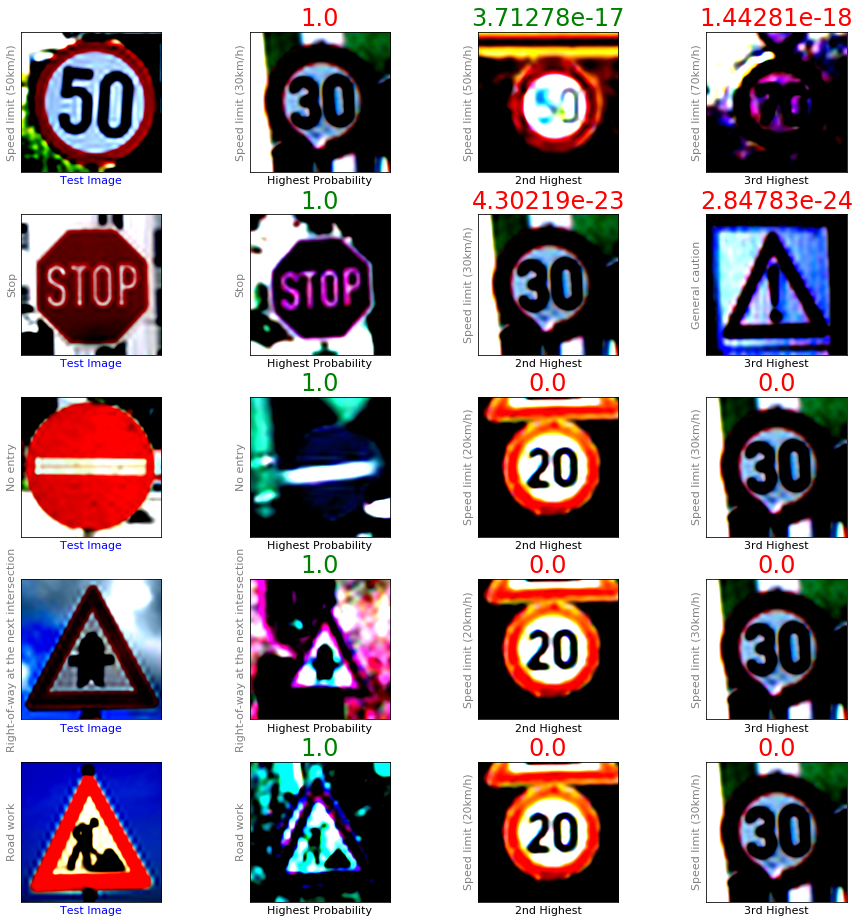 1.0 3.71278e-17 1.44281e-18
Speed limit (50km/h) 50 Speed limit (30km/h) 30 Speed limit (50km/h) 50 Speed limit (70km/h) 70
Test Image Highest Probability 2nd Highest 3rd Highest
1.0 4.30219e-23 2.84783e-24
Stop STOP Stop STOP Speed limit (30km/h) 30 General caution
Test Image Highest Probability 2nd Highest 3rd Highest
1.0 0.0 0.0
No entry No entry Speed limit (20km/h) 20 Speed limit (30km/h) 30
Test Image Highest Probability 2nd Highest 3rd Highest
1.0 0.0 0.0
Right-of-way at the next intersection Right-of-way at the next intersection Speed limit (20km/h) 20 Speed limit (30km/h) 30
Test Image Highest Probability 2nd Highest 3rd Highest
1.0 0.0 0.0
Road work Road work Speed limit (20km/h) 20 Speed limit (30km/h) 30
Test Image Highest Probability 2nd Highest 3rd Highest